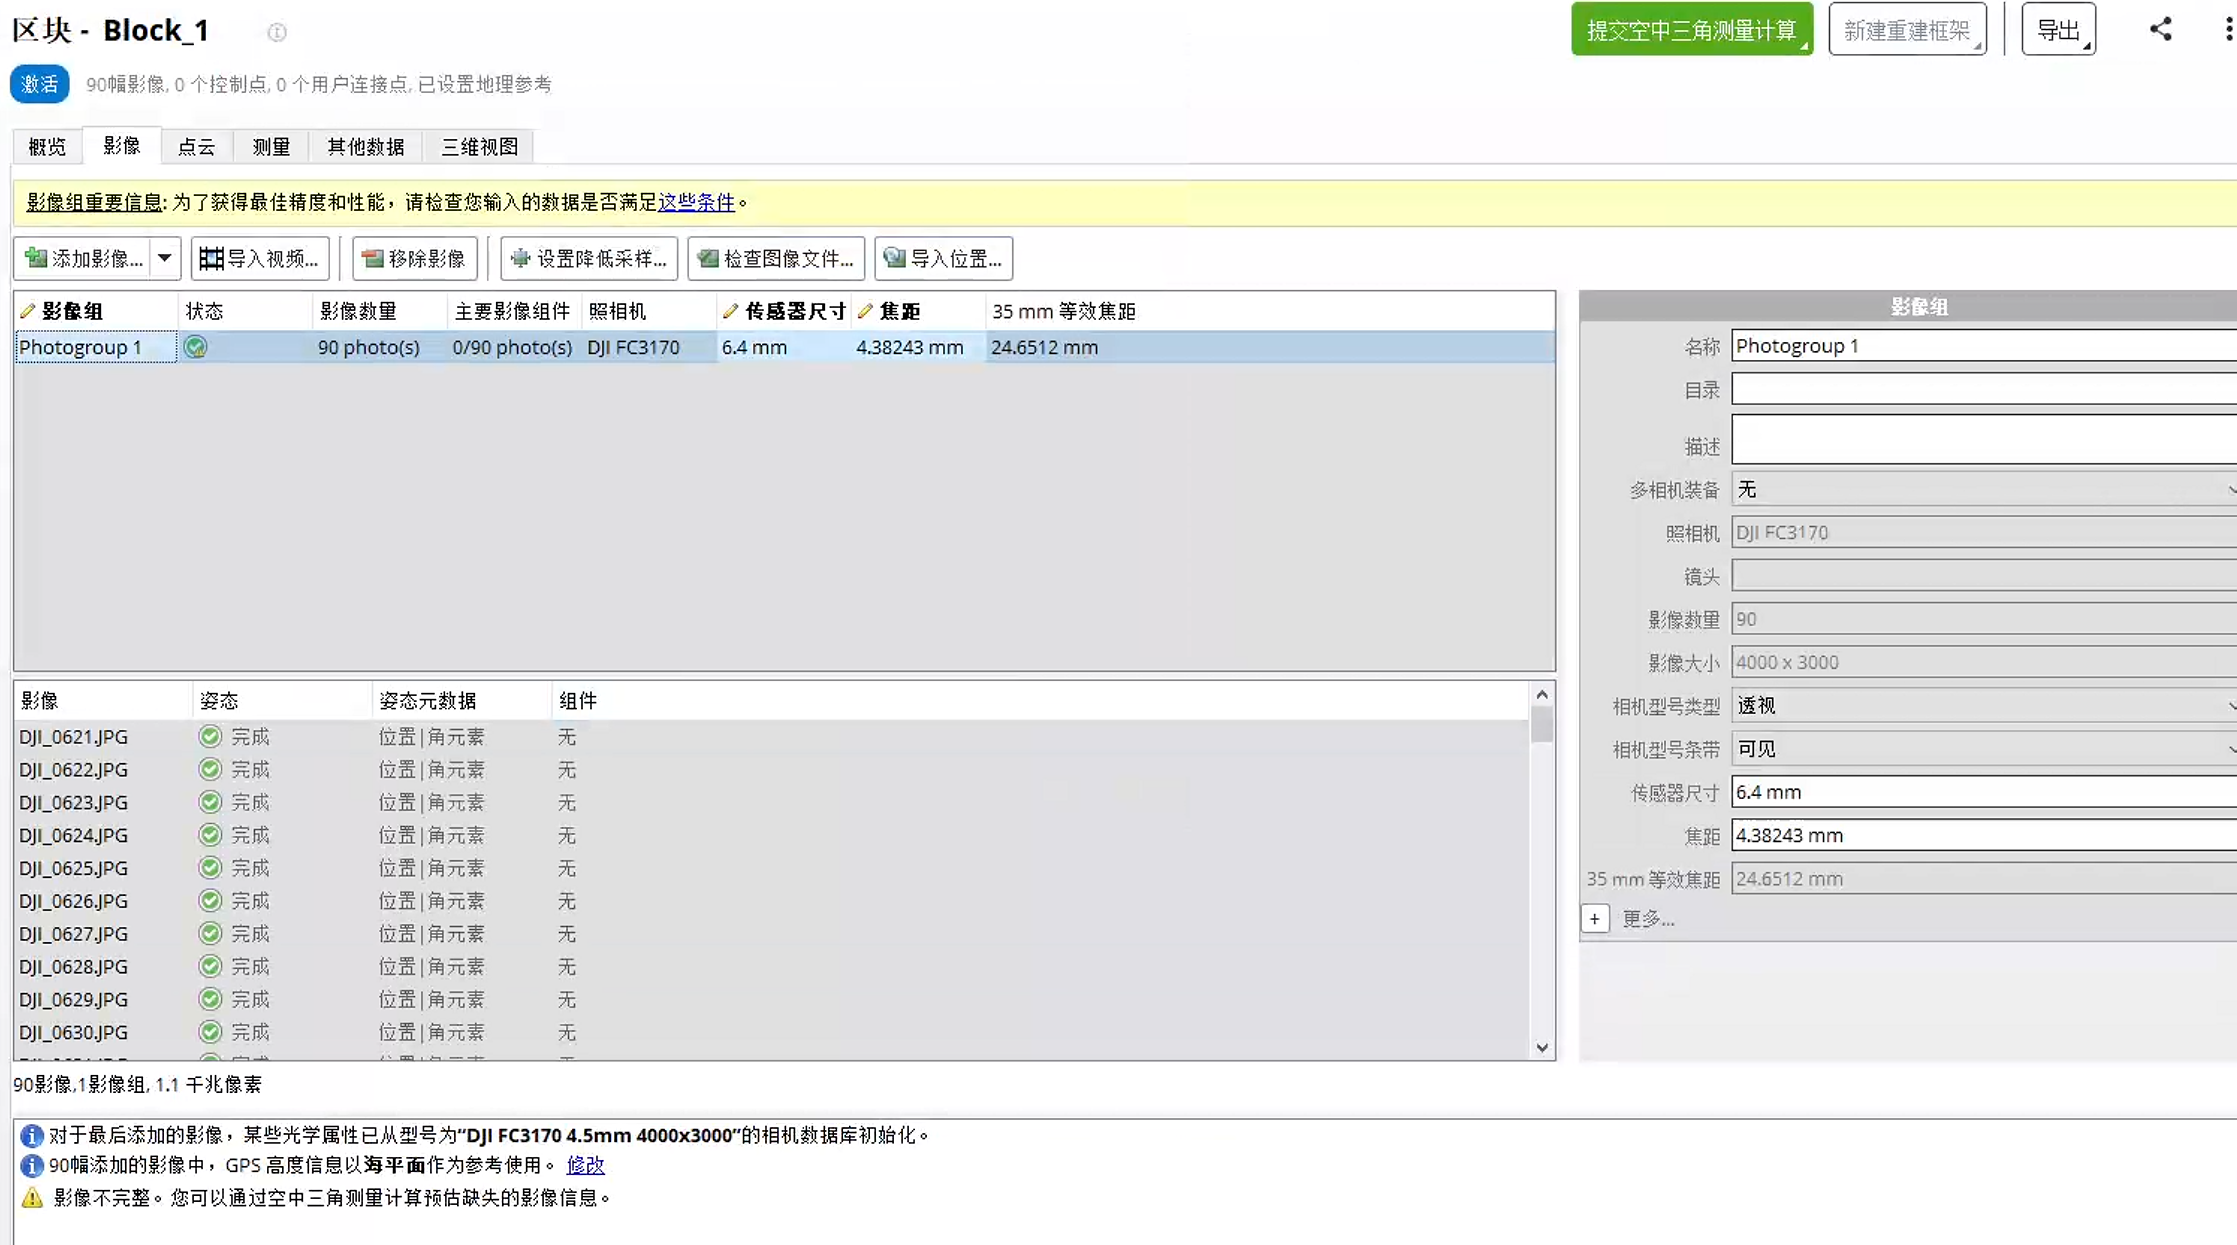 区块 - Block_1
提交空中三角测量计算
新建重建框架
导出
激活 90幅影像, 0 个控制点, 0 个用户连接点, 已设置地理参考
概览 影像 点云 测量 其他数据 三维视图
影像组重要信息: 为了获得最佳精度和性能，请检查您输入的数据是否满足这些条件。
添加影像... 导入视频... 移除影像 设置降低采样... 检查图像文件... 导入位置...
影像组 状态 影像数量 主要影像组件 照相机 传感器尺寸 焦距 35 mm 等效焦距
Photogroup 1 90 photo(s) 0/90 photo(s) DJI FC3170 6.4 mm 4.38243 mm 24.6512 mm
影像 姿态 姿态元数据 组件
DJI_0621.JPG 完成 位置|角元素 无
DJI_0622.JPG 完成 位置|角元素 无
DJI_0623.JPG 完成 位置|角元素 无
DJI_0624.JPG 完成 位置|角元素 无
DJI_0625.JPG 完成 位置|角元素 无
DJI_0626.JPG 完成 位置|角元素 无
DJI_0627.JPG 完成 位置|角元素 无
DJI_0628.JPG 完成 位置|角元素 无
DJI_0629.JPG 完成 位置|角元素 无
DJI_0630.JPG 完成 位置|角元素 无
90影像,1影像组, 1.1 千兆像素
影像组
名称 Photogroup 1
目录
描述
多相机装备 无
照相机 DJI FC3170
镜头
影像数量 90
影像大小 4000 x 3000
相机型号类型 透视
相机型号条带 可见
传感器尺寸 6.4 mm
焦距 4.38243 mm
35 mm 等效焦距 24.6512 mm
+ 更多...
对于最后添加的影像，某些光学属性已从型号为“DJI FC3170 4.5mm 4000x3000”的相机数据库初始化。
90幅添加的影像中，GPS 高度信息以海平面作为参考使用。 修改
影像不完整。您可以通过空中三角测量计算预估缺失的影像信息。